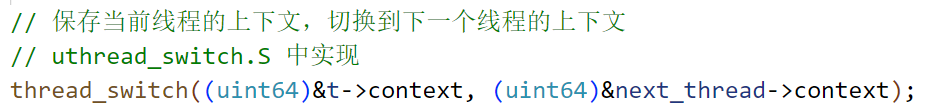 // 保存当前线程的上下文，切换到下一个线程的上下文
// uthread_switch.S 中实现
thread_switch((uint64)&t->context, (uint64)&next_thread->context);